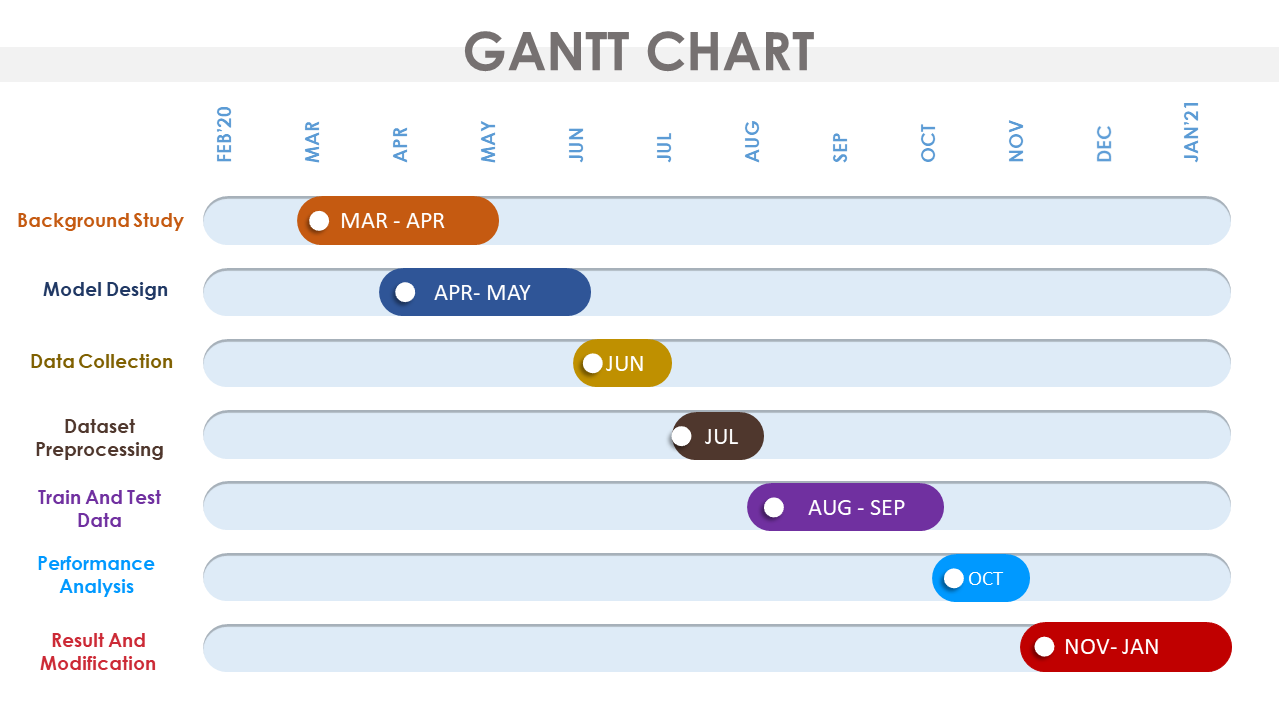 GANTT CHART
FEB'20
MAR
APR
MAY
JUN
JUL
AUG
SEP
OCT
NOV
DEC
JAN'21
Background Study
MAR - APR
Model Design
APR- MAY
Data Collection
JUN
Dataset
Preprocessing
JUL
Train And Test
Data
AUG - SEP
Performance
Analysis
OCT
Result And
Modification
NOV- JAN